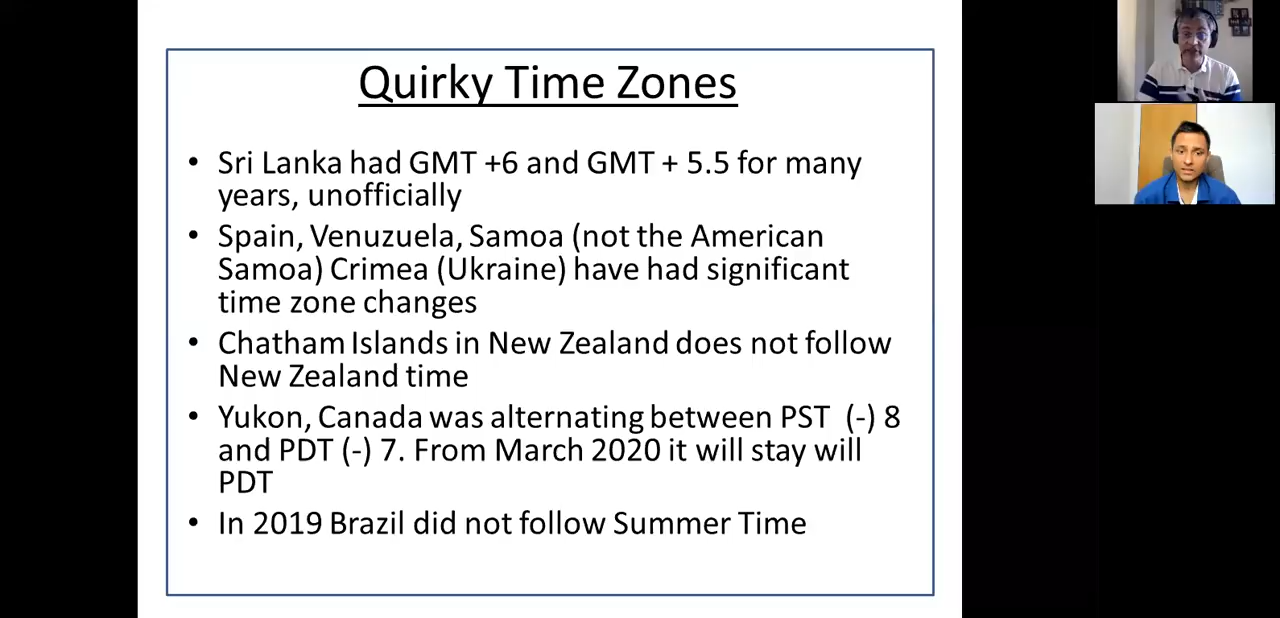 Quirky Time Zones
• Sri Lanka had GMT +6 and GMT + 5.5 for many
years, unofficially
• Spain, Venuzuela, Samoa (not the American
Samoa) Crimea (Ukraine) have had significant
time zone changes
• Chatham Islands in New Zealand does not follow
New Zealand time
• Yukon, Canada was alternating between PST (-) 8
and PDT (-) 7. From March 2020 it will stay will
PDT
• In 2019 Brazil did not follow Summer Time